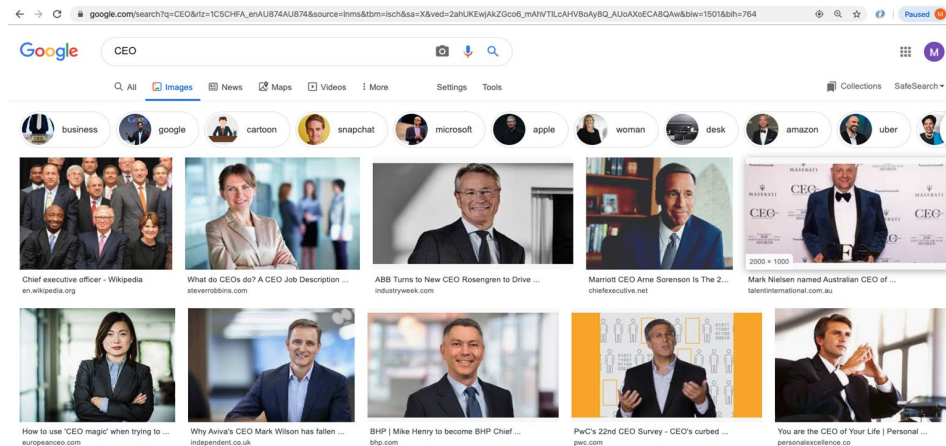 google.com/search?q=CEO&rlz=1C5CHFA_enAU874AU874&source=lnms&tbm=isch&sa=X&ved=2ahUKEwjAkZGco6_mAhVTILcAHV8oAy8Q_AUoAXoECA8QAw&biw=1501&bih=764
Paused M
Google CEO M
All Images News Maps Videos More Settings Tools Collections SafeSearch
business google cartoon snapchat microsoft apple woman desk amazon uber
MASERATI
CEO
MASERATI
CEO
CEO
2000 × 1000
Chief executive officer - Wikipedia
en.wikipedia.org
What do CEOs do? A CEO Job Description ...
steverrobbins.com
ABB Turns to New CEO Rosengren to Drive ...
industryweek.com
Marriott CEO Arne Sorenson Is The 2...
chiefexecutive.net
Mark Nielsen named Australian CEO of ...
talentinternational.com.au
How to use 'CEO magic' when trying to ...
europeanceo.com
Why Aviva's CEO Mark Wilson has fallen ...
independent.co.uk
BHP | Mike Henry to become BHP Chief ...
bhp.com
PwC's 22nd CEO Survey - CEO's curbed ...
pwc.com
You are the CEO of Your Life | Personal ...
personalexcellence.co